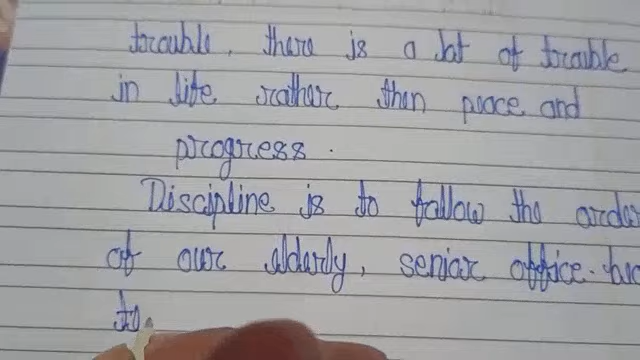 trouble, there is a lot of trouble
in life rather then peace and
progress.
Discipline is to follow the order
of our elderly, senior office.
to